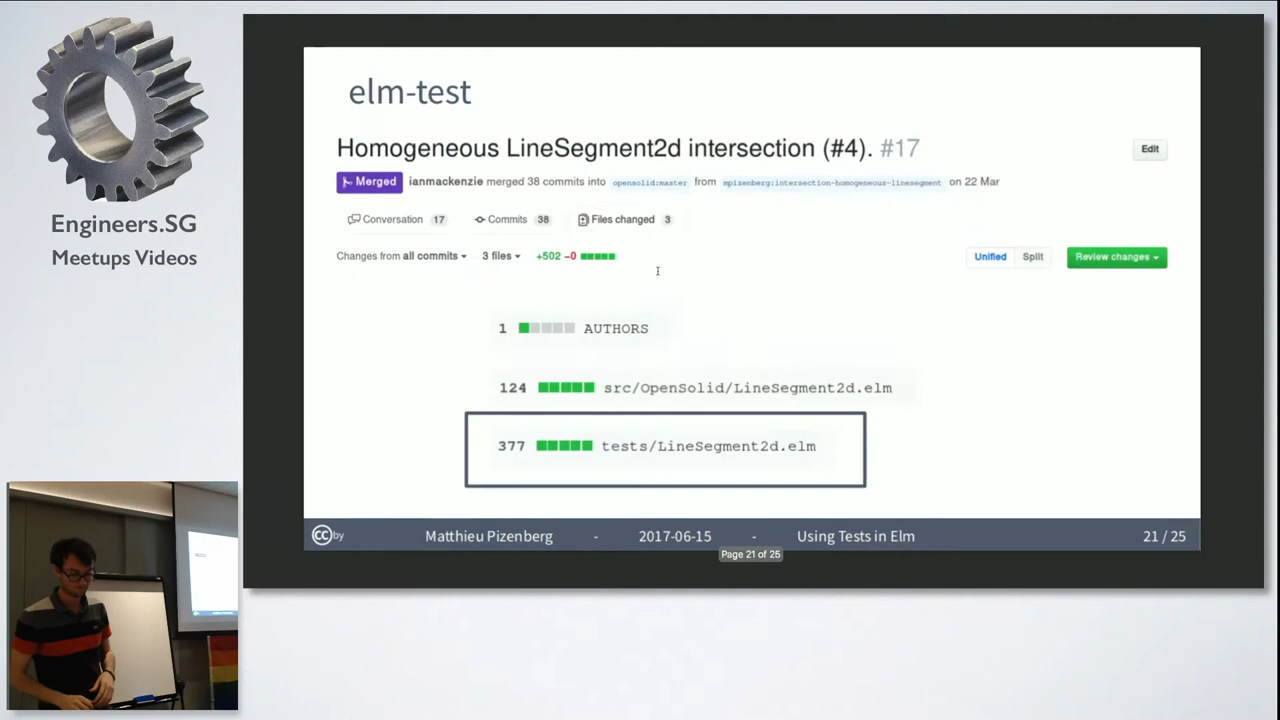 Engineers.SG
Meetups Videos
elm-test
Homogeneous LineSegment2d intersection (#4). #17
Edit
Merged ianmackenzie merged 38 commits into opensolid:master from mpizenberg:intersection-homogeneous-linesegment on 22 Mar
Conversation 17 Commits 38 Files changed 3
Changes from all commits 3 files +502 −0 Unified Split Review changes
1 AUTHORS
124 src/OpenSolid/LineSegment2d.elm
377 tests/LineSegment2d.elm
cc by Matthieu Pizenberg - 2017-06-15 - Using Tests in Elm 21 / 25
Page 21 of 25